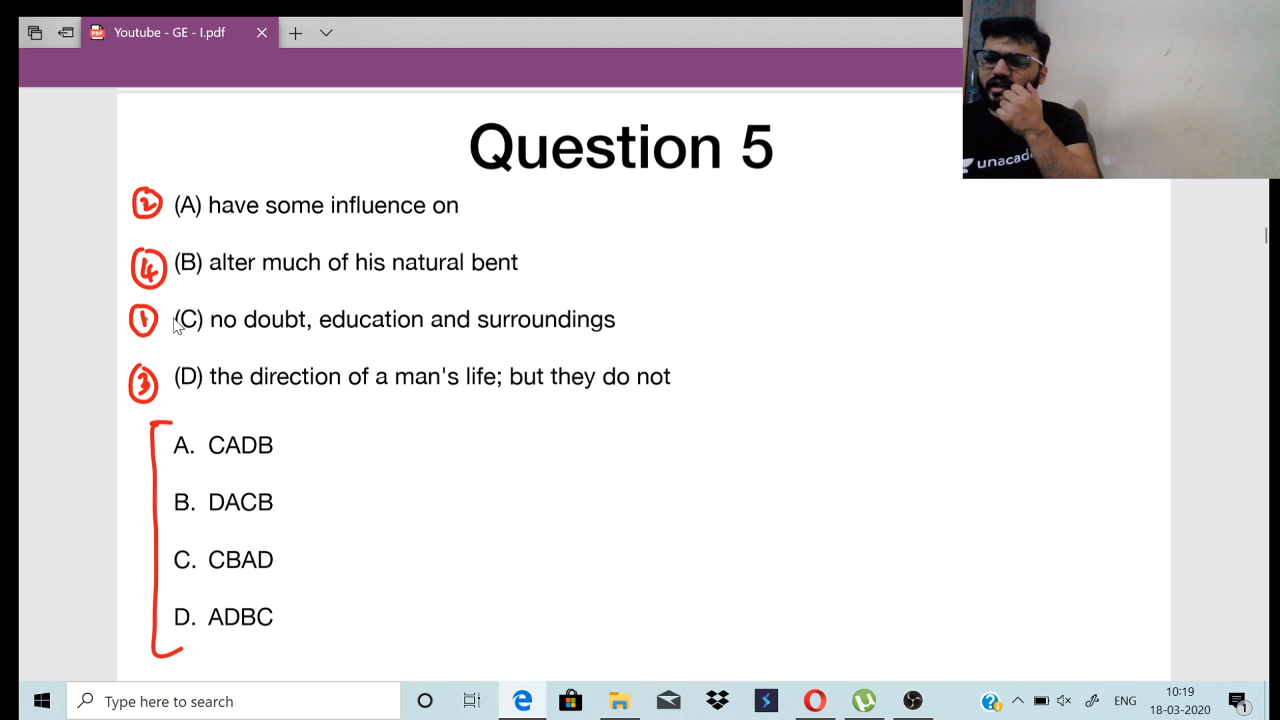 Youtube - GE - I.pdf
Question 5
2 (A) have some influence on
4 (B) alter much of his natural bent
1 (C) no doubt, education and surroundings
3 (D) the direction of a man's life; but they do not
A. CADB
B. DACB
C. CBAD
D. ADBC
unacade
Type here to search
ENG
10:19
18-03-2020
1